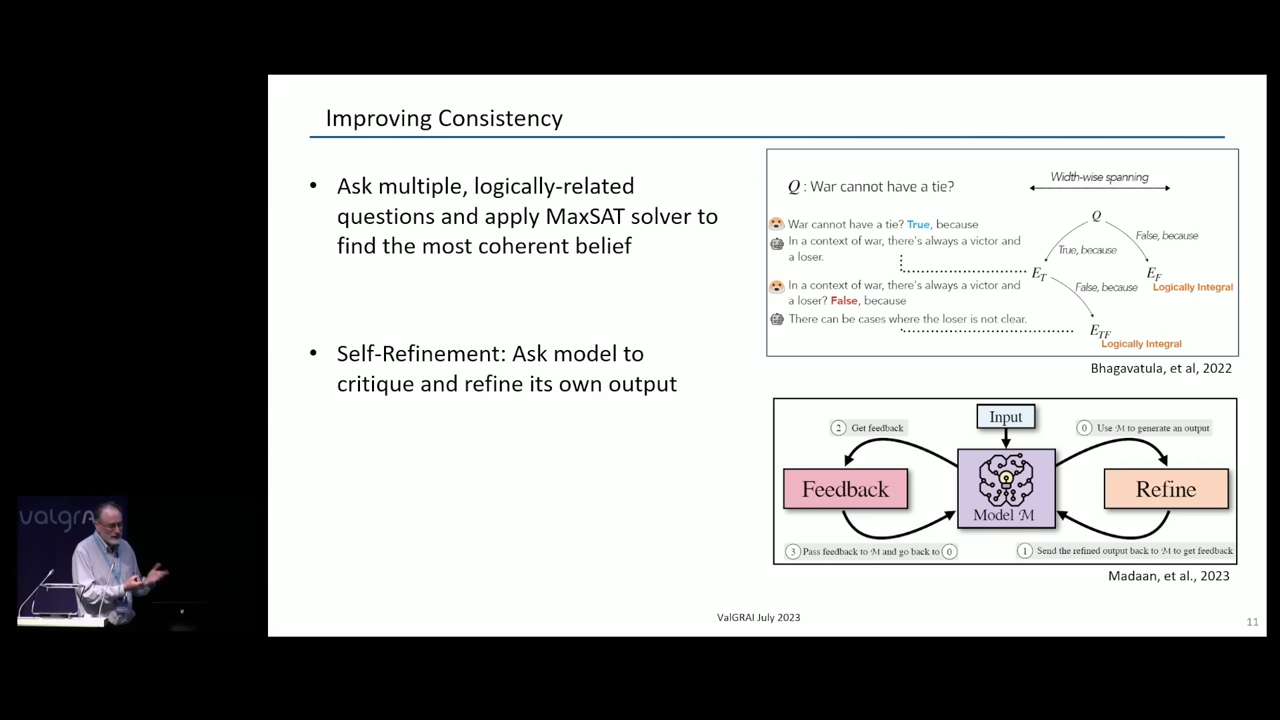 Improving Consistency
• Ask multiple, logically-related
questions and apply MaxSAT solver to
find the most coherent belief
• Self-Refinement: Ask model to
critique and refine its own output
Q : War cannot have a tie?
War cannot have a tie? True, because
In a context of war, there's always a victor and
a loser.
In a context of war, there's always a victor and
a loser? False, because
There can be cases where the loser is not clear.
Width-wise spanning
Q
True, because
False, because
E_T
E_F
Logically Integral
False, because
E_TF
Logically Integral
Bhagavatula, et al, 2022
Input
2 Get feedback
0 Use M to generate an output
Feedback
Model M
Refine
3 Pass feedback to M and go back to 0
1 Send the refined output back to M to get feedback
Madaan, et al., 2023
valgrA
ValGRAI July 2023
11